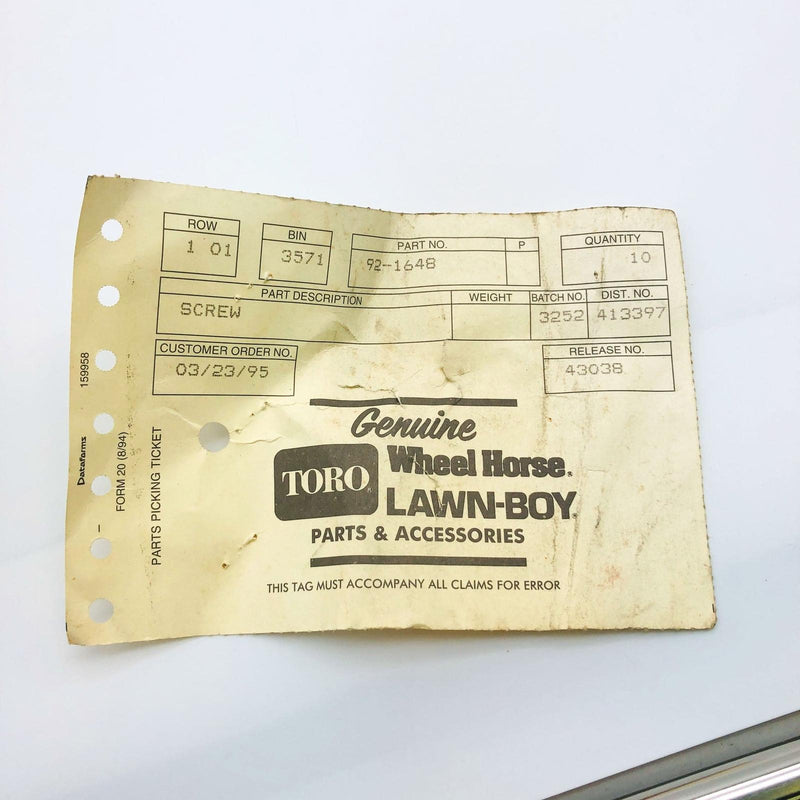 ROW BIN PART NO. P QUANTITY
1 01 3571 92-1648 10
PART DESCRIPTION WEIGHT BATCH NO. DIST. NO.
SCREW 3252 413397
CUSTOMER ORDER NO. RELEASE NO.
03/23/95 43038
Genuine
TORO Wheel Horse®
LAWN-BOY®
PARTS & ACCESSORIES
THIS TAG MUST ACCOMPANY ALL CLAIMS FOR ERROR
PARTS PICKING TICKET
FORM 20 (8/94)
Dataforms
159958